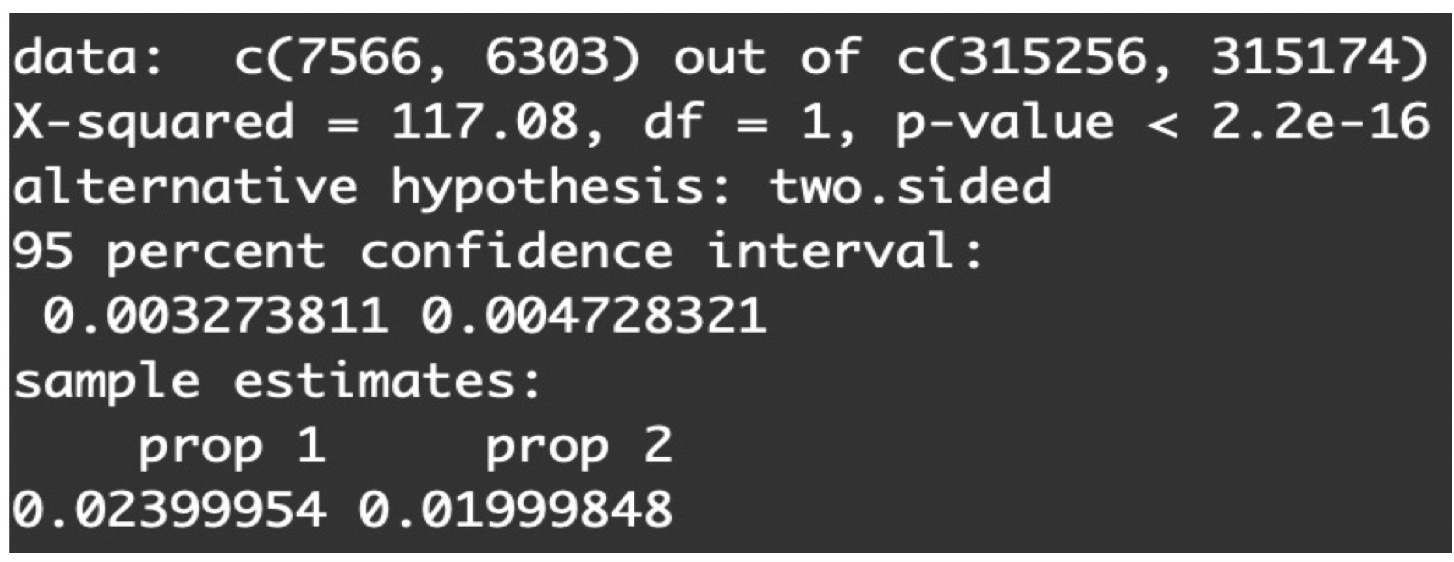 data:  c(7566, 6303) out of c(315256, 315174)
X-squared = 117.08, df = 1, p-value < 2.2e-16
alternative hypothesis: two.sided
95 percent confidence interval:
 0.003273811 0.004728321
sample estimates:
    prop 1     prop 2
0.02399954 0.01999848